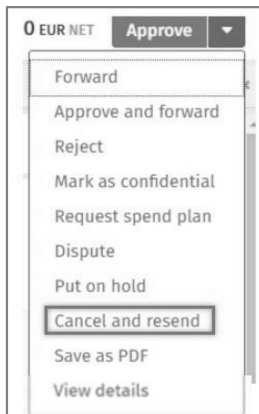 0 EUR NET Approve
Forward
Approve and forward
Reject
Mark as confidential
Request spend plan
Dispute
Put on hold
Cancel and resend
Save as PDF
View details